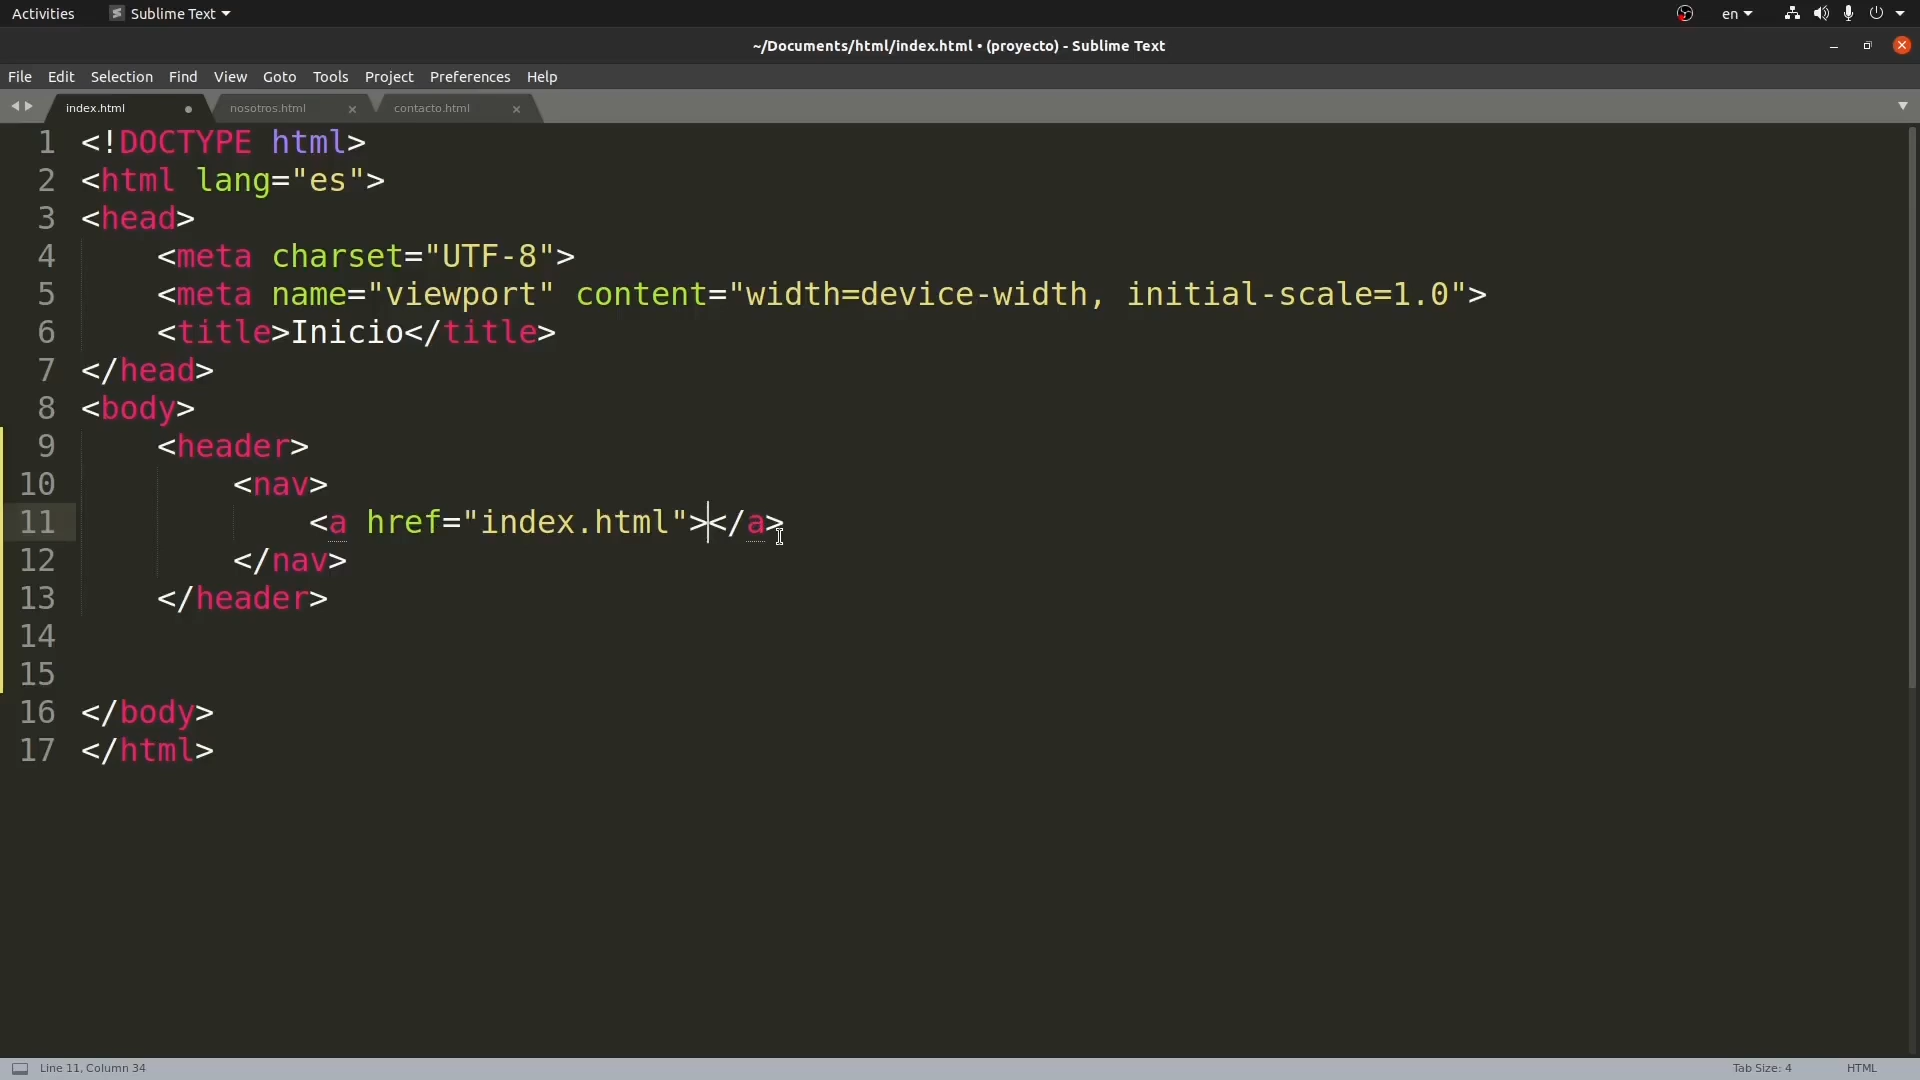 Activities Sublime Text en
~/Documents/html/index.html • (proyecto) - Sublime Text
File Edit Selection Find View Goto Tools Project Preferences Help
index.html nosotros.html contacto.html
1 <!DOCTYPE html>
2 <html lang="es">
3 <head>
4 <meta charset="UTF-8">
5 <meta name="viewport" content="width=device-width, initial-scale=1.0">
6 <title>Inicio</title>
7 </head>
8 <body>
9 <header>
10 <nav>
11 <a href="index.html"></a>
12 </nav>
13 </header>
14
15
16 </body>
17 </html>
Line 11, Column 34 Tab Size: 4 HTML